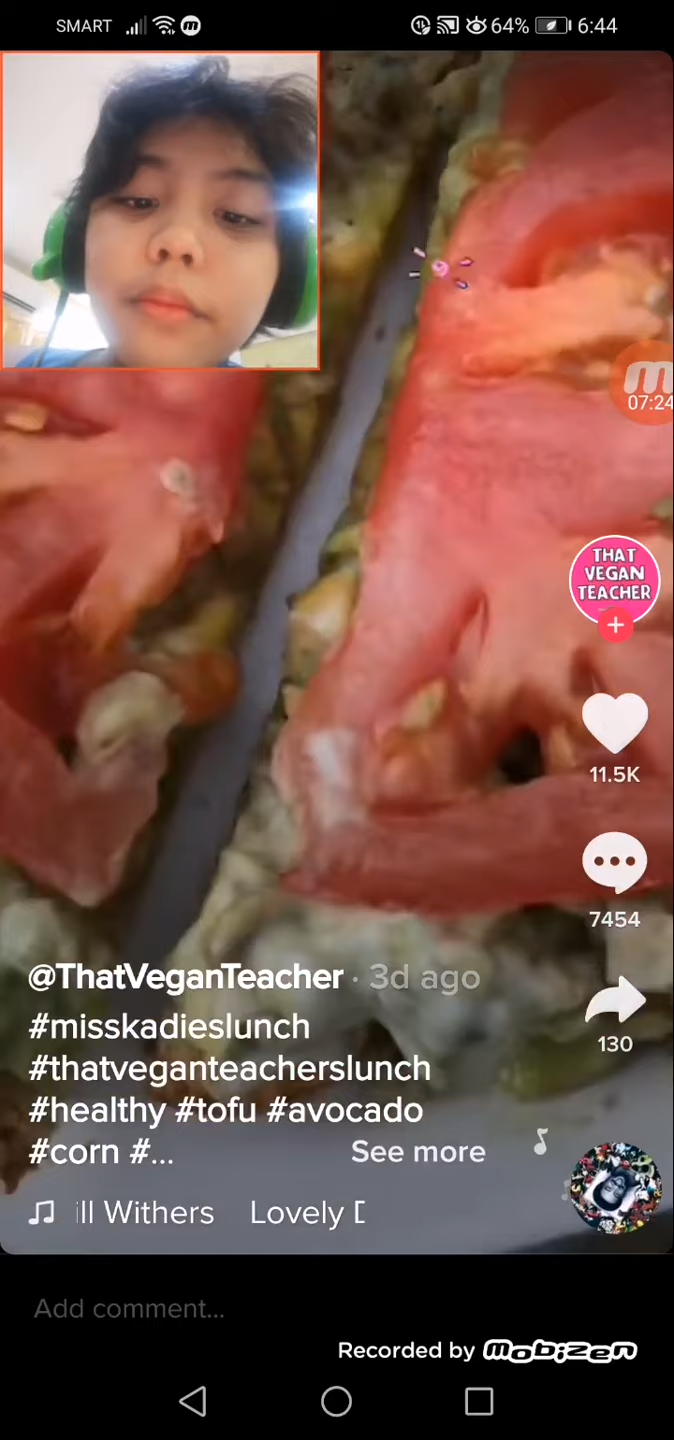 SMART 64% 6:44
07:24
THAT
VEGAN
TEACHER
11.5K
7454
130
@ThatVeganTeacher · 3d ago
#misskadieslunch
#thatveganteacherslunch
#healthy #tofu #avocado
#corn #... See more
ill Withers Lovely D
Add comment...
Recorded by mobizen